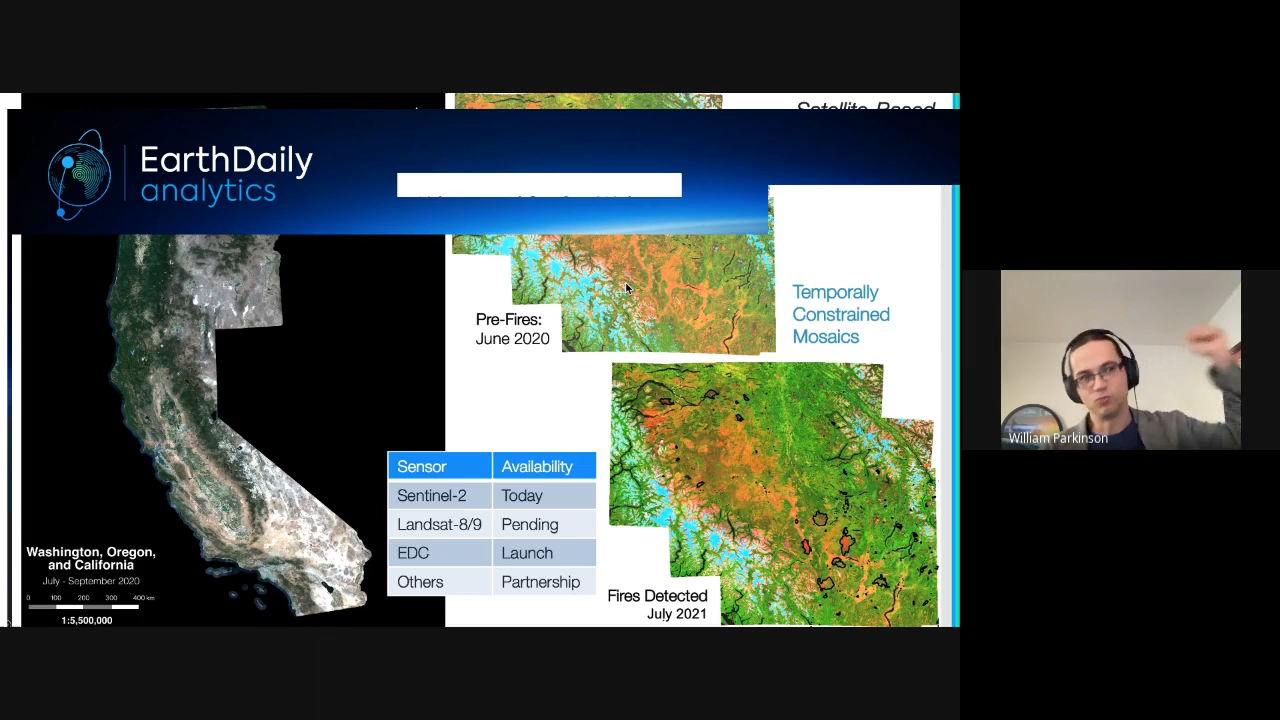 Satellite-Based
EarthDaily
analytics
Pre-Fires:
June 2020
Temporally
Constrained
Mosaics
Sensor Availability
Sentinel-2 Today
Landsat-8/9 Pending
EDC Launch
Others Partnership
Washington, Oregon,
and California
July - September 2020
0 100 200 300 400 km
1:5,500,000
Fires Detected
July 2021
William Parkinson